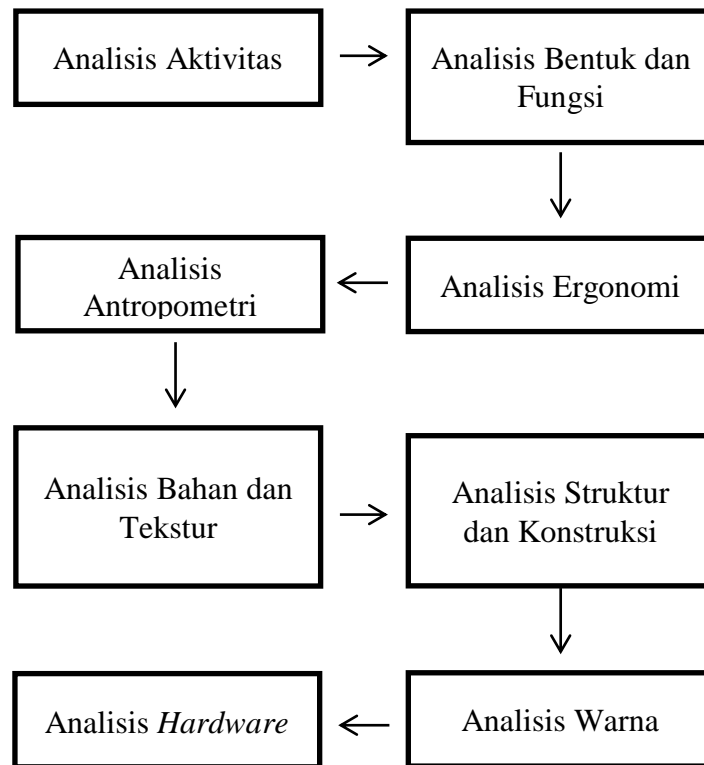 Analisis Aktivitas
Analisis Bentuk dan
Fungsi
Analisis Ergonomi
Analisis
Antropometri
Analisis Bahan dan
Tekstur
Analisis Struktur
dan Konstruksi
Analisis Warna
Analisis Hardware